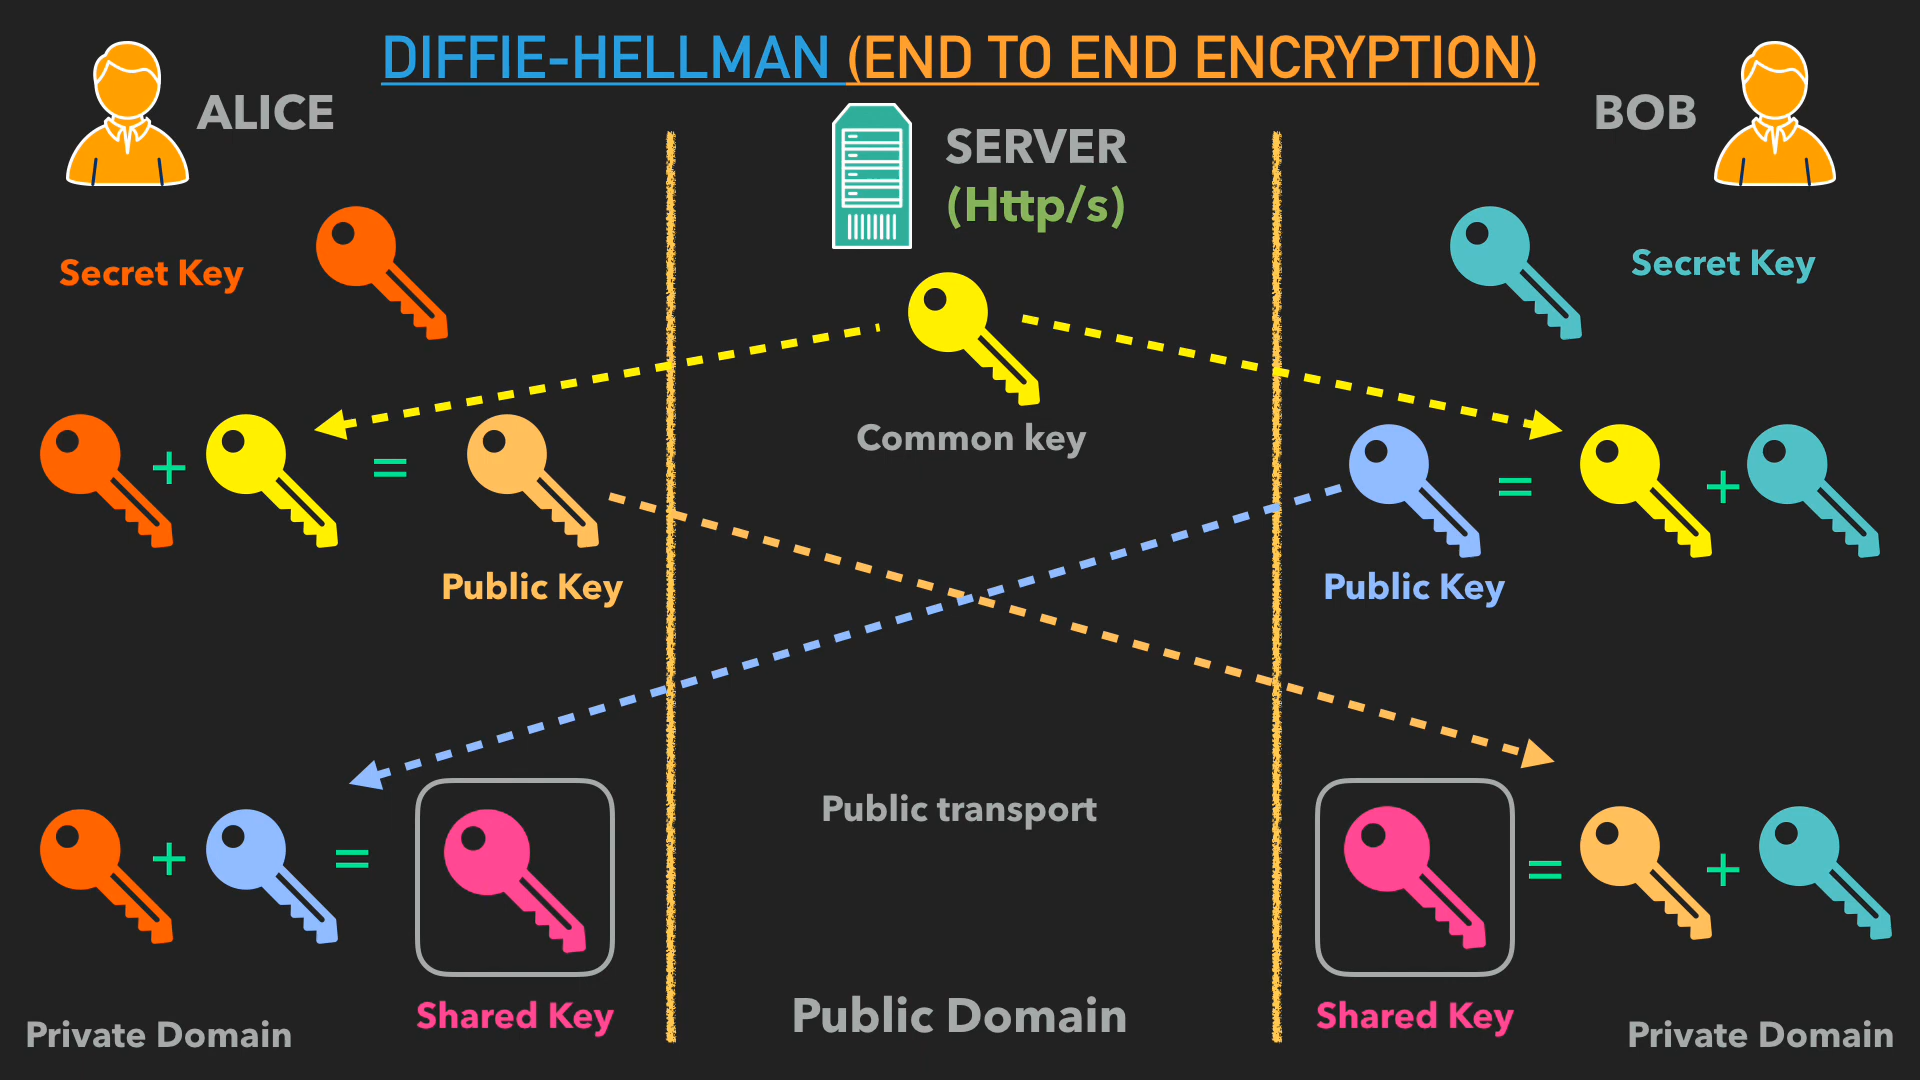 DIFFIE-HELLMAN (END TO END ENCRYPTION)
ALICE
SERVER
(Http/s)
BOB
Secret Key
Secret Key
Common key
+
=
=
+
Public Key
Public Key
Public transport
+
=
=
+
Shared Key
Public Domain
Shared Key
Private Domain
Private Domain